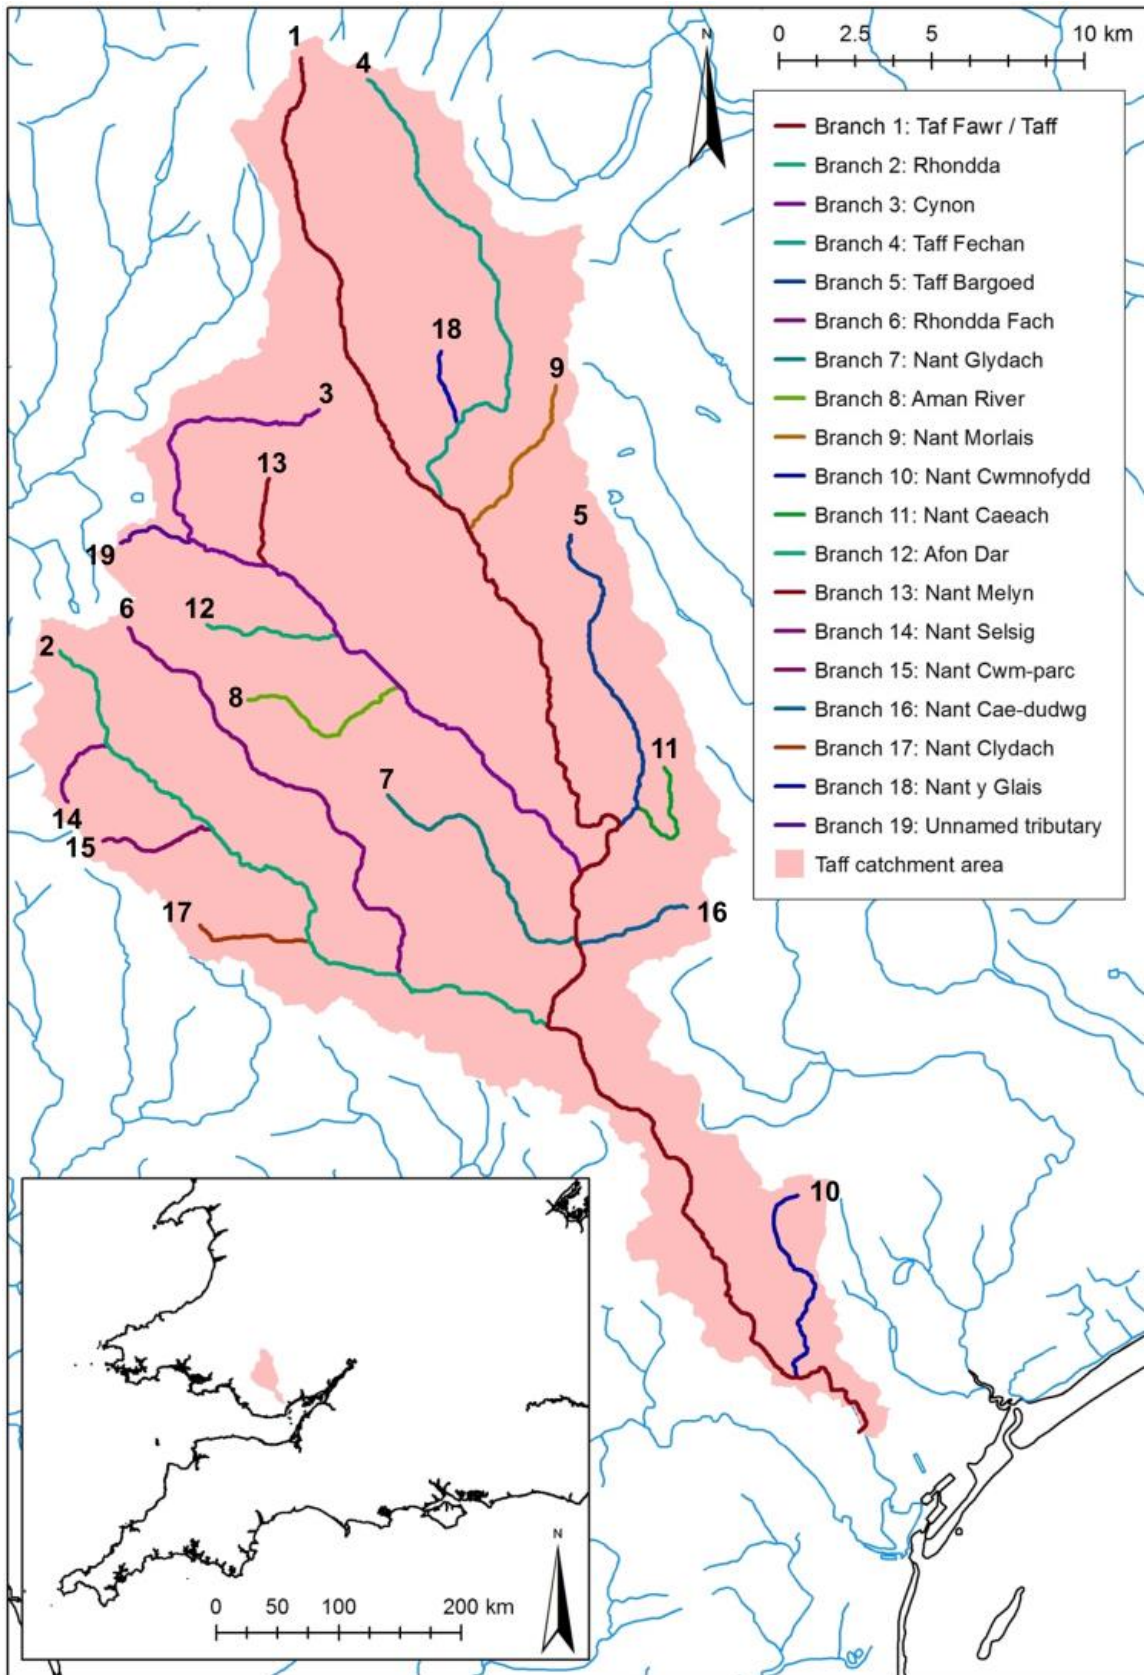 1
4
N
0 2.5 5 10 km
Branch 1: Taf Fawr / Taff
Branch 2: Rhondda
Branch 3: Cynon
Branch 4: Taff Fechan
Branch 5: Taff Bargoed
Branch 6: Rhondda Fach
Branch 7: Nant Glydach
Branch 8: Aman River
Branch 9: Nant Morlais
Branch 10: Nant Cwmnofydd
Branch 11: Nant Caeach
Branch 12: Afon Dar
Branch 13: Nant Melyn
Branch 14: Nant Selsig
Branch 15: Nant Cwm-parc
Branch 16: Nant Cae-dudwg
Branch 17: Nant Clydach
Branch 18: Nant y Glais
Branch 19: Unnamed tributary
Taff catchment area
18
9
3
13
5
19
6
12
2
8
11
7
14
15
17
16
10
N
0 50 100 200 km